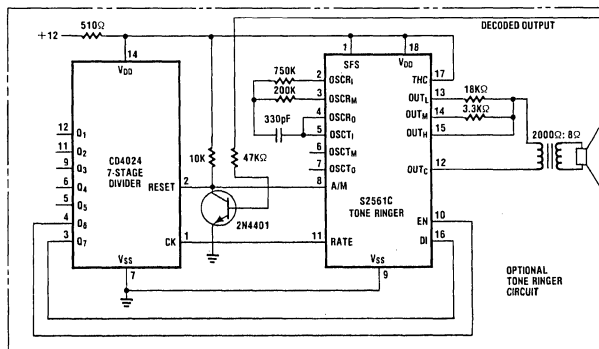 DECODED OUTPUT
+12
510Ω
14
VDD
CD4024
7-STAGE
DIVIDER
12 Q1
11 Q2
9 Q3
6 Q4
5 Q5
4 Q6
3 Q7
RESET 2
CK 1
VSS
7
10K
47KΩ
2N4401
750K
200K
330pF
1
SFS
18
VDD
2 OSCRI
3 OSCRM
4 OSCRO
5 OSCTI
6 OSCTM
7 OSCTO
8 A/M
11 RATE
S2561C
TONE RINGER
THC 17
OUTL 13
OUTM 14
OUTH 15
OUTC 12
EN 10
DI 16
VSS
9
18KΩ
3.3KΩ
2000Ω: 8Ω
OPTIONAL
TONE RINGER
CIRCUIT